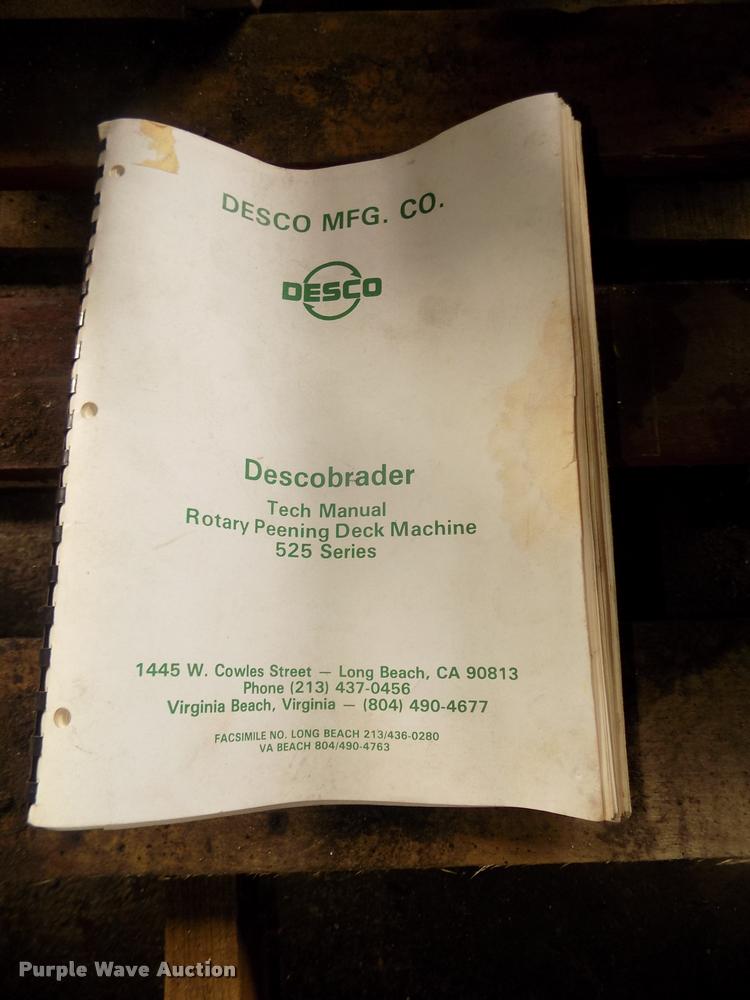 DESCO MFG. CO.
DESCO
Descobrader
Tech Manual
Rotary Peening Deck Machine
525 Series
1445 W. Cowles Street — Long Beach, CA 90813
Phone (213) 437-0456
Virginia Beach, Virginia — (804) 490-4677
FACSIMILE NO. LONG BEACH 213/436-0280
VA BEACH 804/490-4763
Purple Wave Auction